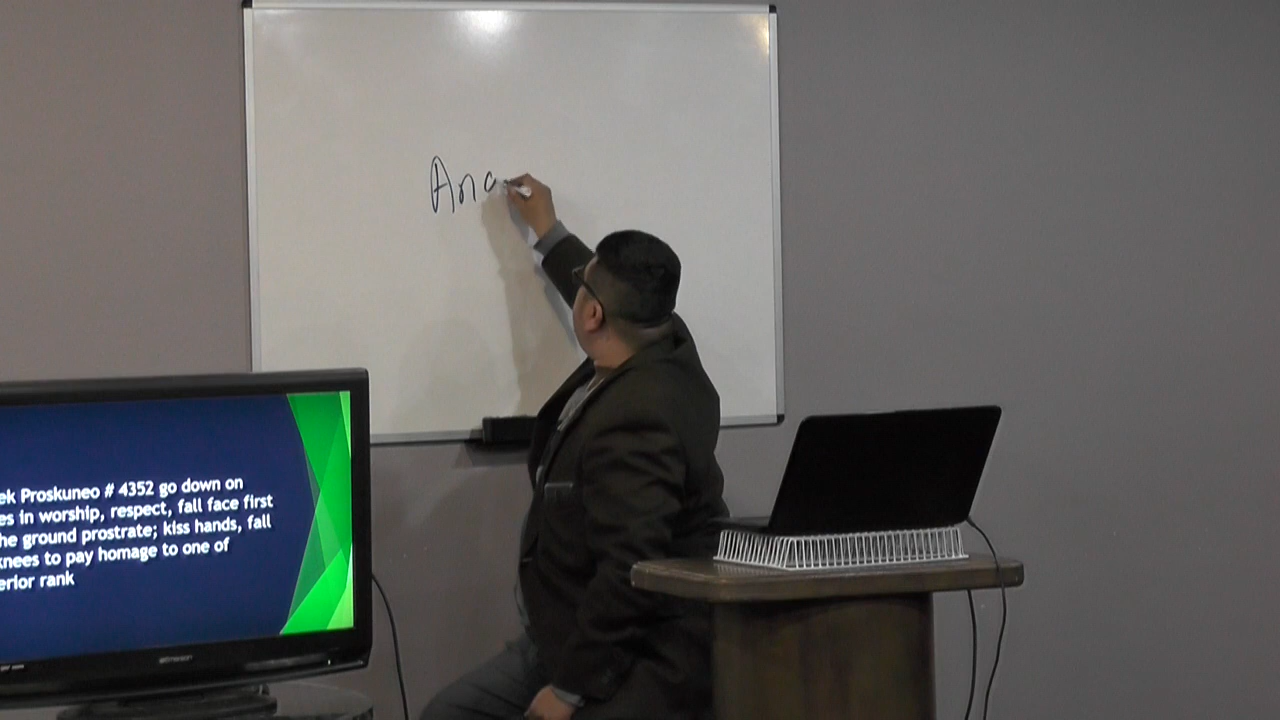 Ana
ek Proskuneo # 4352 go down on
es in worship, respect, fall face first
he ground prostrate; kiss hands, fall
knees to pay homage to one of
erior rank